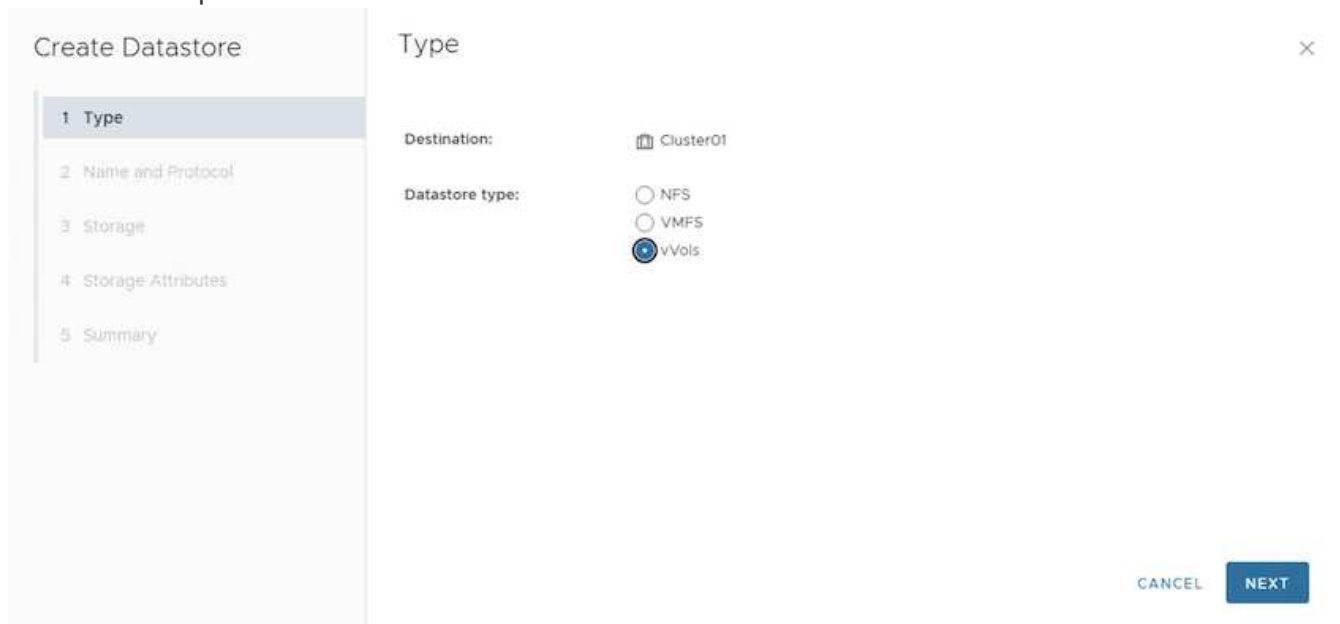 Create Datastore
1 Type
2 Name and Protocol
3 Storage
4 Storage Attributes
5 Summary
Type
Destination: Cluster01
Datastore type: NFS
VMFS
vVols
CANCEL NEXT